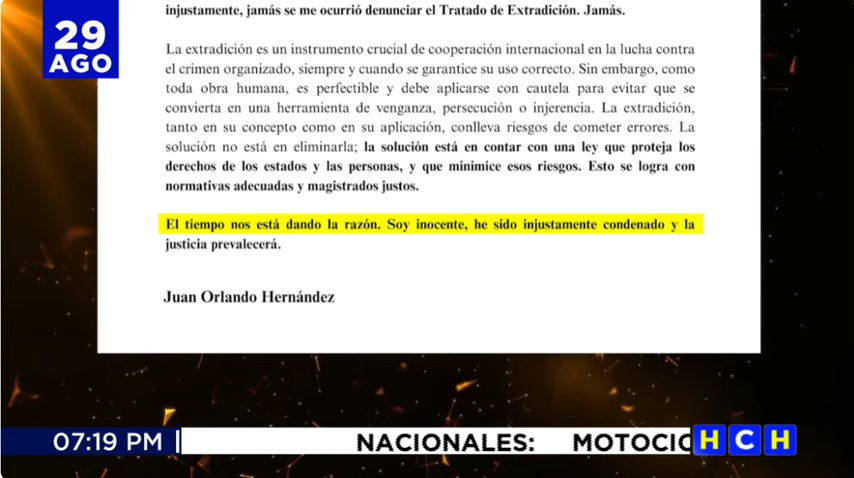 29
AGO
injustamente, jamás se me ocurrió denunciar el Tratado de Extradición. Jamás.
La extradición es un instrumento crucial de cooperación internacional en la lucha contra
el crimen organizado, siempre y cuando se garantice su uso correcto. Sin embargo, como
toda obra humana, es perfectible y debe aplicarse con cautela para evitar que se
convierta en una herramienta de venganza, persecución o injerencia. La extradición,
tanto en su concepto como en su aplicación, conlleva riesgos de cometer errores. La
solución no está en eliminarla; la solución está en contar con una ley que proteja los
derechos de los estados y las personas, y que minimice esos riesgos. Esto se logra con
normativas adecuadas y magistrados justos.
El tiempo nos está dando la razón. Soy inocente, he sido injustamente condenado y la
justicia prevalecerá.
Juan Orlando Hernández
07:19 PM NACIONALES: MOTOCIC HCH